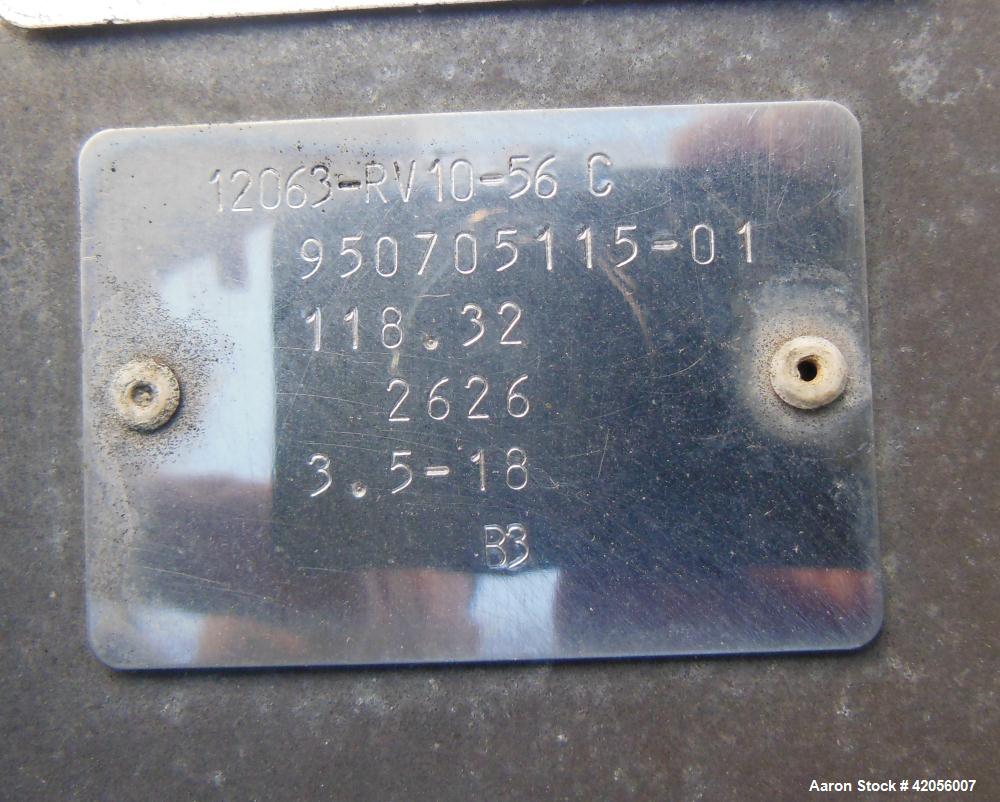 12063-RV10-56 C
950705115-01
118.32
2626
3.5-18
B3
Aaron Stock # 42056007